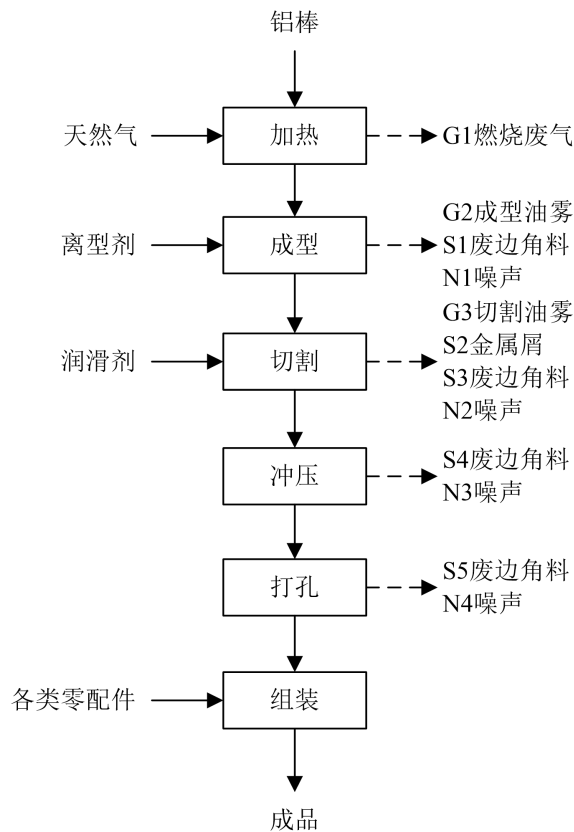 铝棒
天然气
加热
G1燃烧废气
离型剂
成型
G2成型油雾
S1废边角料
N1噪声
润滑剂
切割
G3切割油雾
S2金属屑
S3废边角料
N2噪声
冲压
S4废边角料
N3噪声
打孔
S5废边角料
N4噪声
各类零配件
组装
成品